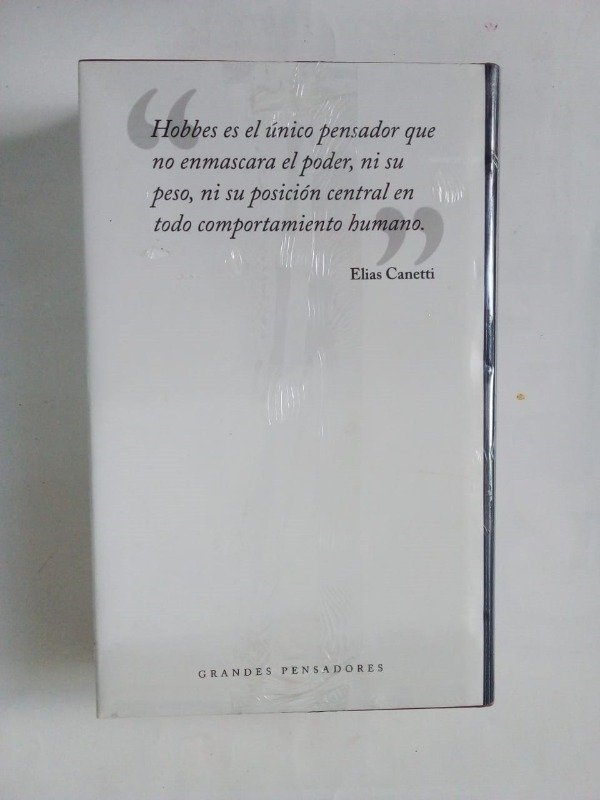 “
Hobbes es el único pensador que
no enmascara el poder, ni su
peso, ni su posición central en
todo comportamiento humano.
”
Elias Canetti
GRANDES PENSADORES